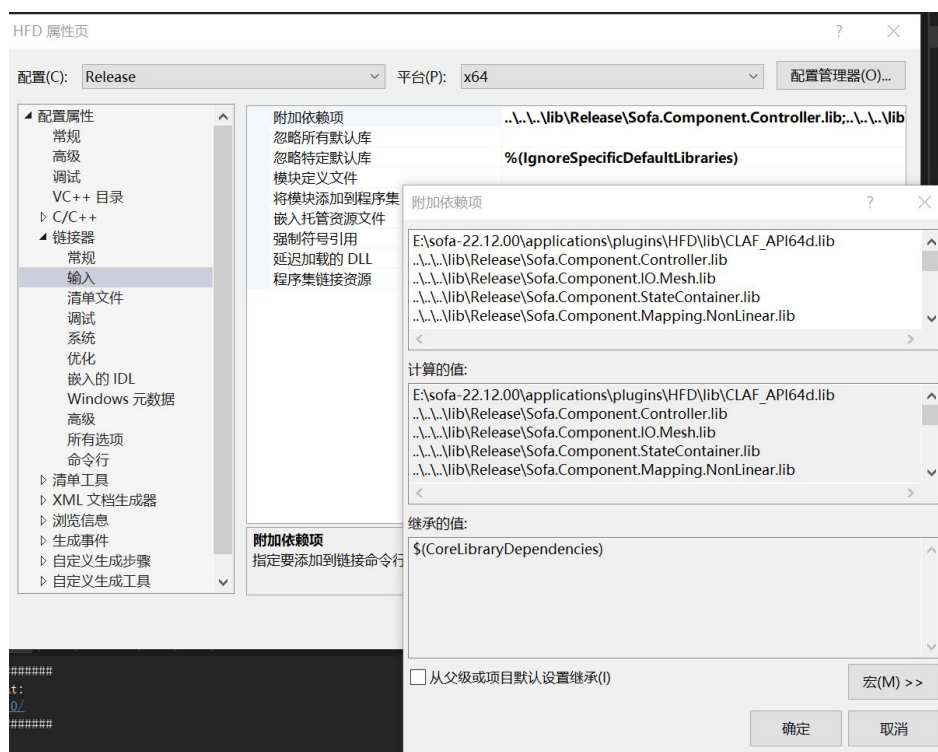 HFD 属性页
?
配置(C): Release 平台(P): x64 配置管理器(O)...
配置属性
常规
高级
调试
VC++ 目录
C/C++
链接器
常规
输入
清单文件
调试
系统
优化
嵌入的 IDL
Windows 元数据
高级
所有选项
命令行
清单工具
XML 文档生成器
浏览信息
生成事件
自定义生成步骤
自定义生成工具
附加依赖项 ..\..\..\lib\Release\Sofa.Component.Controller.lib;..\..\..\lib
忽略所有默认库
忽略特定默认库 %(IgnoreSpecificDefaultLibraries)
模块定义文件
将模块添加到程序集
嵌入托管资源文件
强制符号引用
延迟加载的 DLL
程序集链接资源
附加依赖项
指定要添加到链接命令行
附加依赖项
?
E:\sofa-22.12.00\applications\plugins\HFD\lib\CLAF_API64d.lib
..\..\..\lib\Release\Sofa.Component.Controller.lib
..\..\..\lib\Release\Sofa.Component.IO.Mesh.lib
..\..\..\lib\Release\Sofa.Component.StateContainer.lib
..\..\..\lib\Release\Sofa.Component.Mapping.NonLinear.lib
计算的值:
E:\sofa-22.12.00\applications\plugins\HFD\lib\CLAF_API64d.lib
..\..\..\lib\Release\Sofa.Component.Controller.lib
..\..\..\lib\Release\Sofa.Component.IO.Mesh.lib
..\..\..\lib\Release\Sofa.Component.StateContainer.lib
..\..\..\lib\Release\Sofa.Component.Mapping.NonLinear.lib
继承的值:
$(CoreLibraryDependencies)
从父级或项目默认设置继承(I)
宏(M) >>
确定 取消
#######
t:
0/
#######